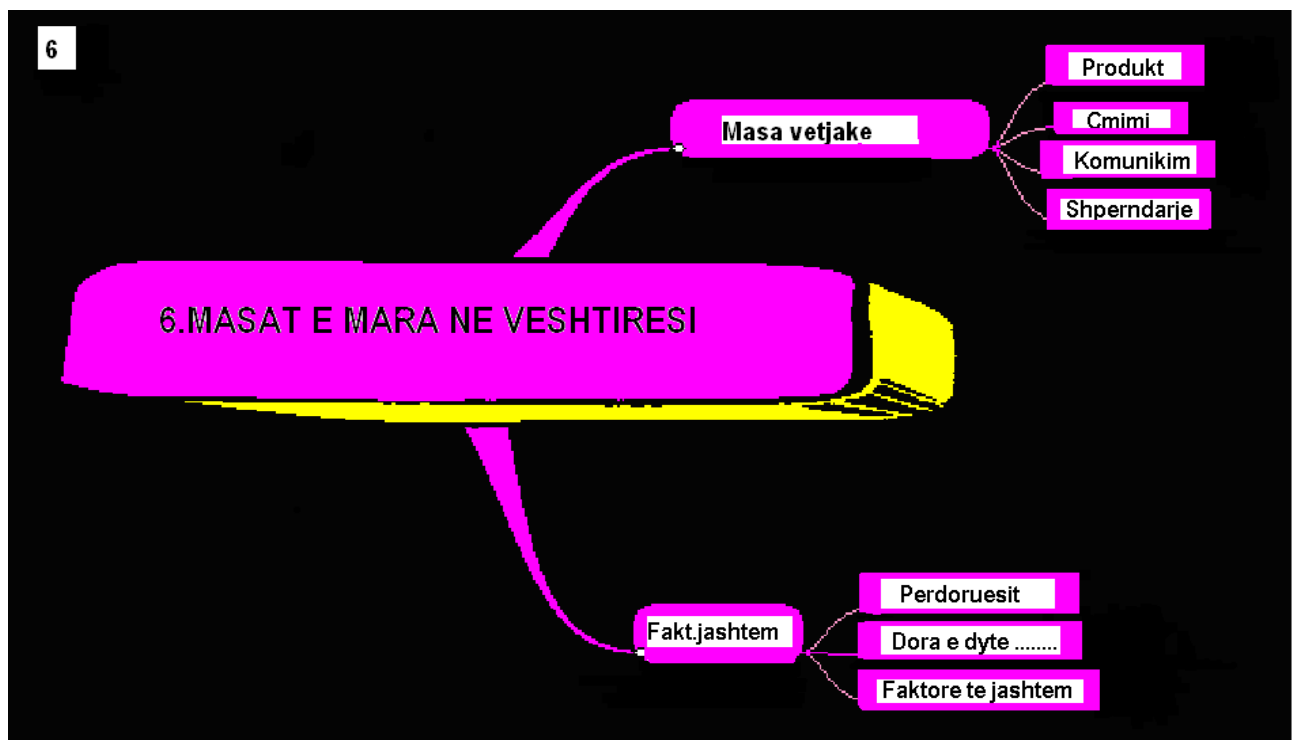 6
Produkt
Cmimi
Masa vetjake
Komunikim
Shperndarje
6.MASAT E MARA NE VESHTIRESI
Perdoruesit
Fakt.jashtem
Dora e dyte ........
Faktore te jashtem